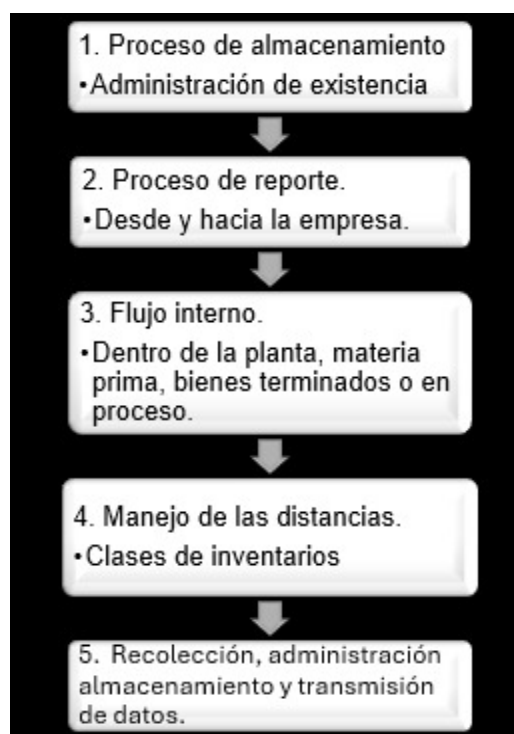 1. Proceso de almacenamiento
•Administración de existencia
2. Proceso de reporte.
•Desde y hacia la empresa.
3. Flujo interno.
•Dentro de la planta, materia
prima, bienes terminados o en
proceso.
4. Manejo de las distancias.
•Clases de inventarios
5. Recolección, administración
almacenamiento y transmisión
de datos.